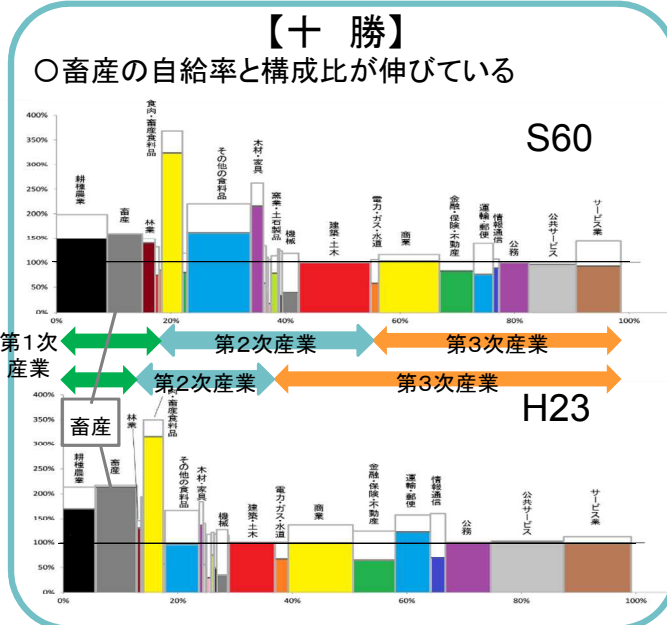 【十 勝】
○畜産の自給率と構成比が伸びている
S60
400%
350%
300%
250%
200%
150%
100%
50%
0%
耕種農業
畜産
林業
食肉・畜産食料品
その他の食料品
木材・家具
窯業・土石製品
機械
建築・土木
電力・ガス・水道
商業
金融・保険・不動産
運輸・郵便
情報通信
公務
公共サービス
サービス業
0%
20%
40%
60%
80%
100%
第1次産業
第2次産業
第3次産業
第2次産業
第3次産業
H23
畜産
400%
350%
300%
250%
200%
150%
100%
50%
0%
耕種農業
畜産
林業
肉・畜産食料品
その他の食料品
木材・家具
機械
建築・土木
電力・ガス・水道
商業
金融・保険・不動産
運輸・郵便
情報通信
公務
公共サービス
サービス業
0%
20%
40%
60%
80%
100%